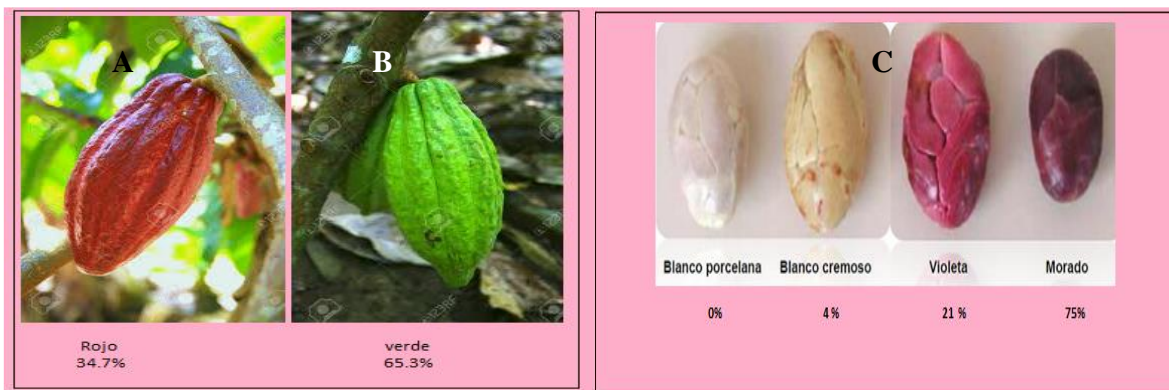 A
B
Rojo
34.7%
verde
65.3%
C
Blanco porcelana
Blanco cremoso
Violeta
Morado
0%
4 %
21 %
75%